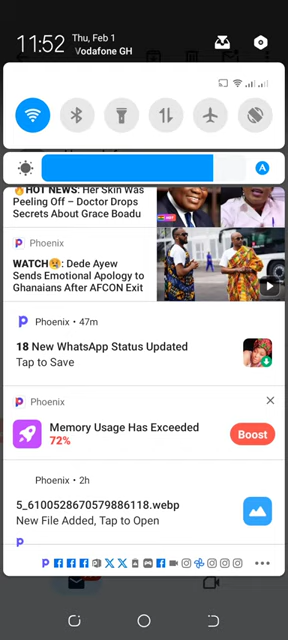 11:52
Thu, Feb 1
Vodafone GH
A
🔥HOT NEWS: Her Skin Was
Peeling Off – Doctor Drops
Secrets About Grace Boadu
Phoenix
WATCH😢: Dede Ayew
Sends Emotional Apology to
Ghanaians After AFCON Exit
Phoenix • 47m
18 New WhatsApp Status Updated
Tap to Save
Phoenix
Memory Usage Has Exceeded
72%
Boost
Phoenix • 2h
5_6100528670579886118.webp
New File Added, Tap to Open